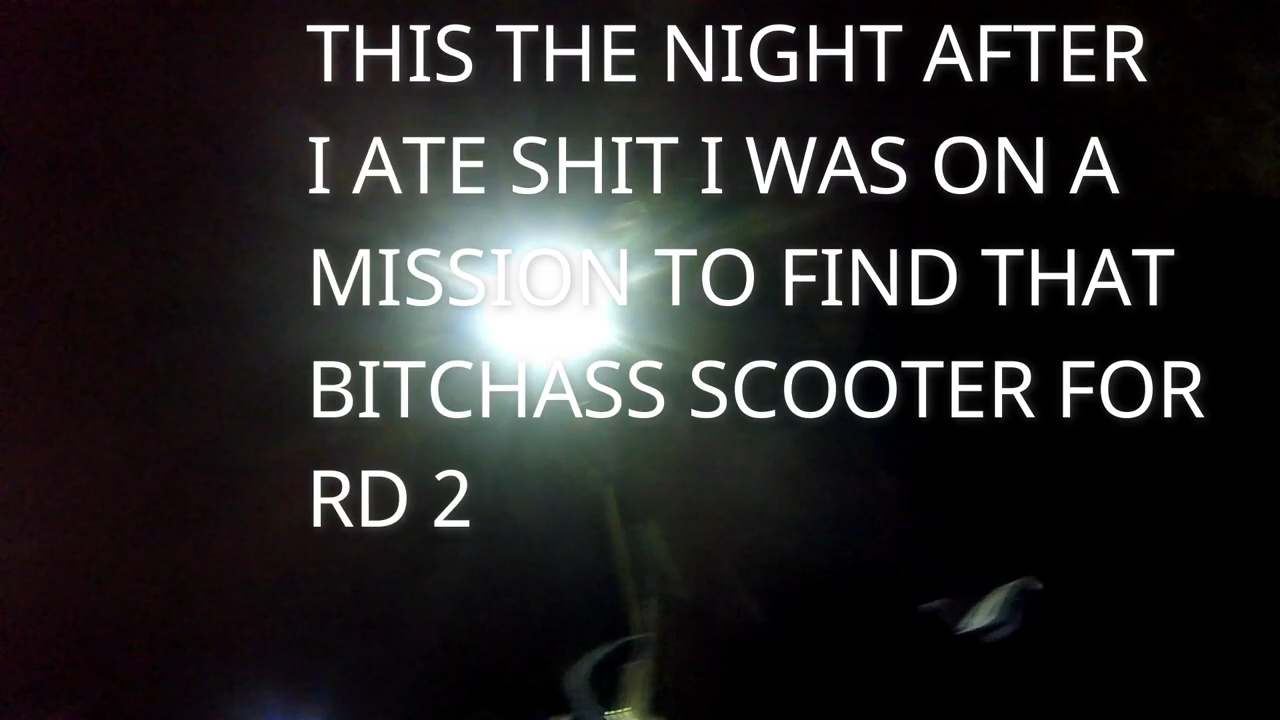 THIS THE NIGHT AFTER
I ATE SHIT I WAS ON A
MISSION TO FIND THAT
BITCHASS SCOOTER FOR
RD 2